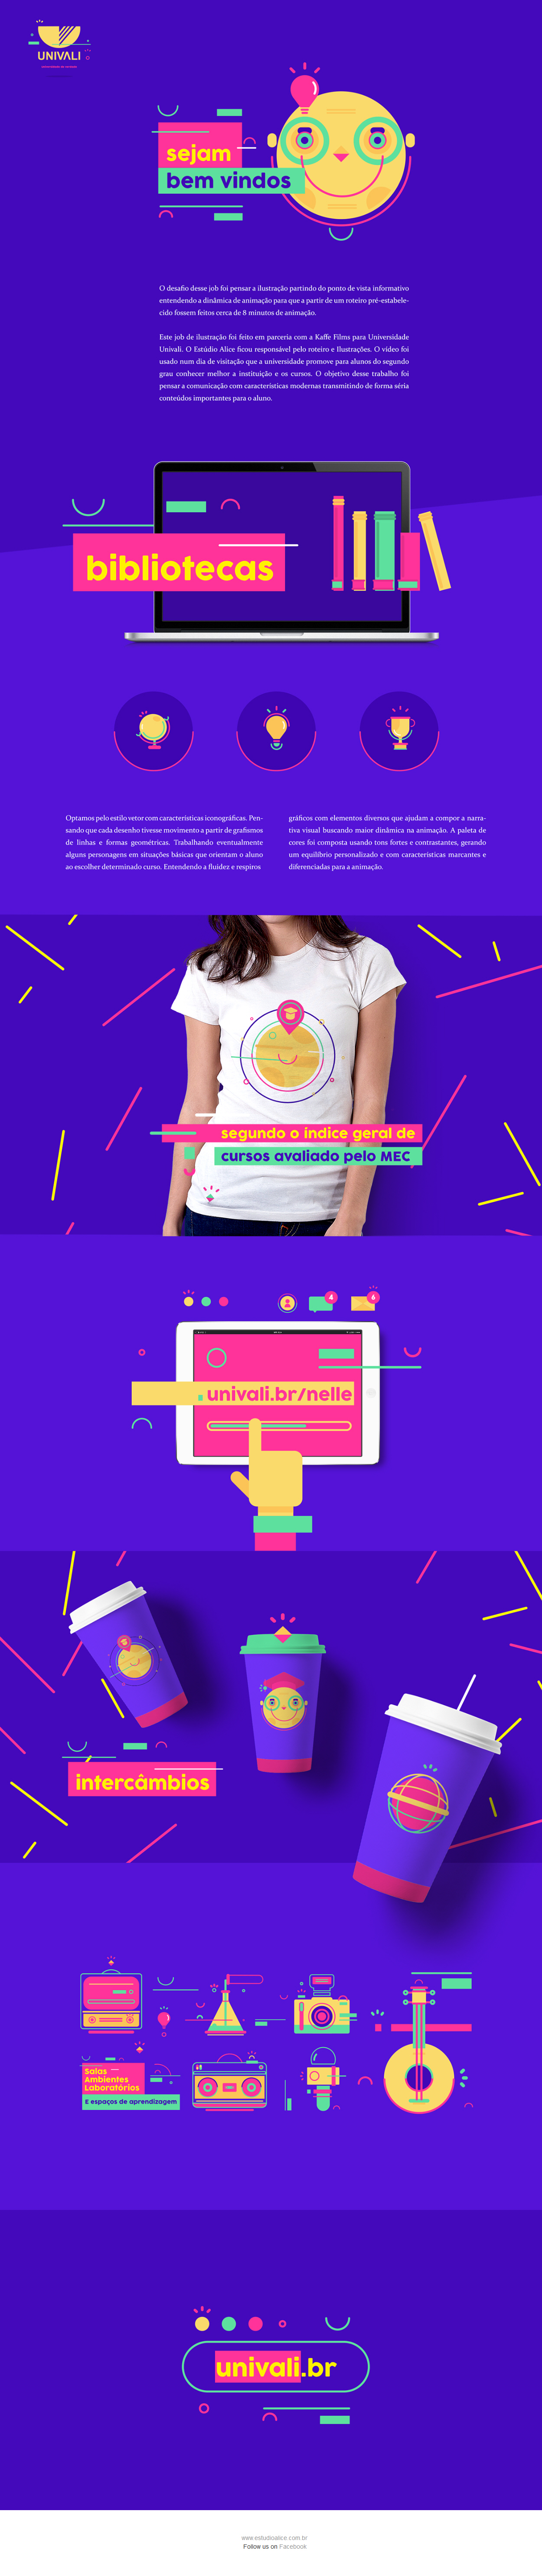 UNIVALI
sejam
bem vindos
O desafio desse job foi pensar a ilustração partindo do ponto de vista informativo
entendendo a dinâmica de animação para que a partir de um roteiro pré-estabele-
cido fossem feitos cerca de 8 minutos de animação.
Este job de ilustração foi feito em parceria com a Kaffe Films para Universidade
Univali. O Estúdio Alice ficou responsável pelo roteiro e Ilustrações. O vídeo foi
usado num dia de visitação que a universidade promove para alunos do segundo
grau conhecer melhor a instituição e os cursos. O objetivo desse trabalho foi
pensar a comunicação com características modernas transmitindo de forma séria
conteúdos importantes para o aluno.
bibliotecas
Optamos pelo estilo vetor com características iconográficas. Pen-
sando que cada desenho tivesse movimento a partir de grafismos
de linhas e formas geométricas. Trabalhando eventualmente
alguns personagens em situações básicas que orientam o aluno
ao escolher determinado curso. Entendendo a fluidez e respiros
gráficos com elementos diversos que ajudam a compor a narra-
tiva visual buscando maior dinâmica na animação. A paleta de
cores foi composta usando tons fortes e contrastantes, gerando
um equilíbrio personalizado e com características marcantes e
diferenciadas para a animação.
segundo o índice geral de
cursos avaliado pelo MEC
4
6
.univali.br/nelle
intercâmbios
Salas
Ambientes
Laboratórios
E espaços de aprendizagem
univali.br
www.estudioalice.com.br
Follow us on Facebook